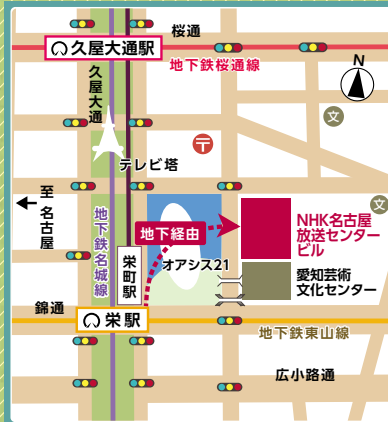 桜通
久屋大通駅
地下鉄桜通線
久屋大通
N
文
〒
テレビ塔
至 名古屋
文
地下鉄名城線
地下経由
NHK名古屋
放送センター
ビル
栄町駅
オアシス21
愛知芸術
文化センター
錦通
栄駅
地下鉄東山線
広小路通